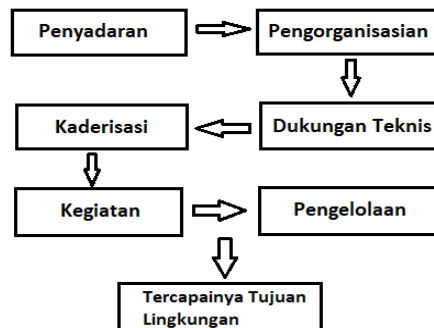 Penyadaran
Pengorganisasian
Dukungan Teknis
Kaderisasi
Kegiatan
Pengelolaan
Tercapainya Tujuan
Lingkungan